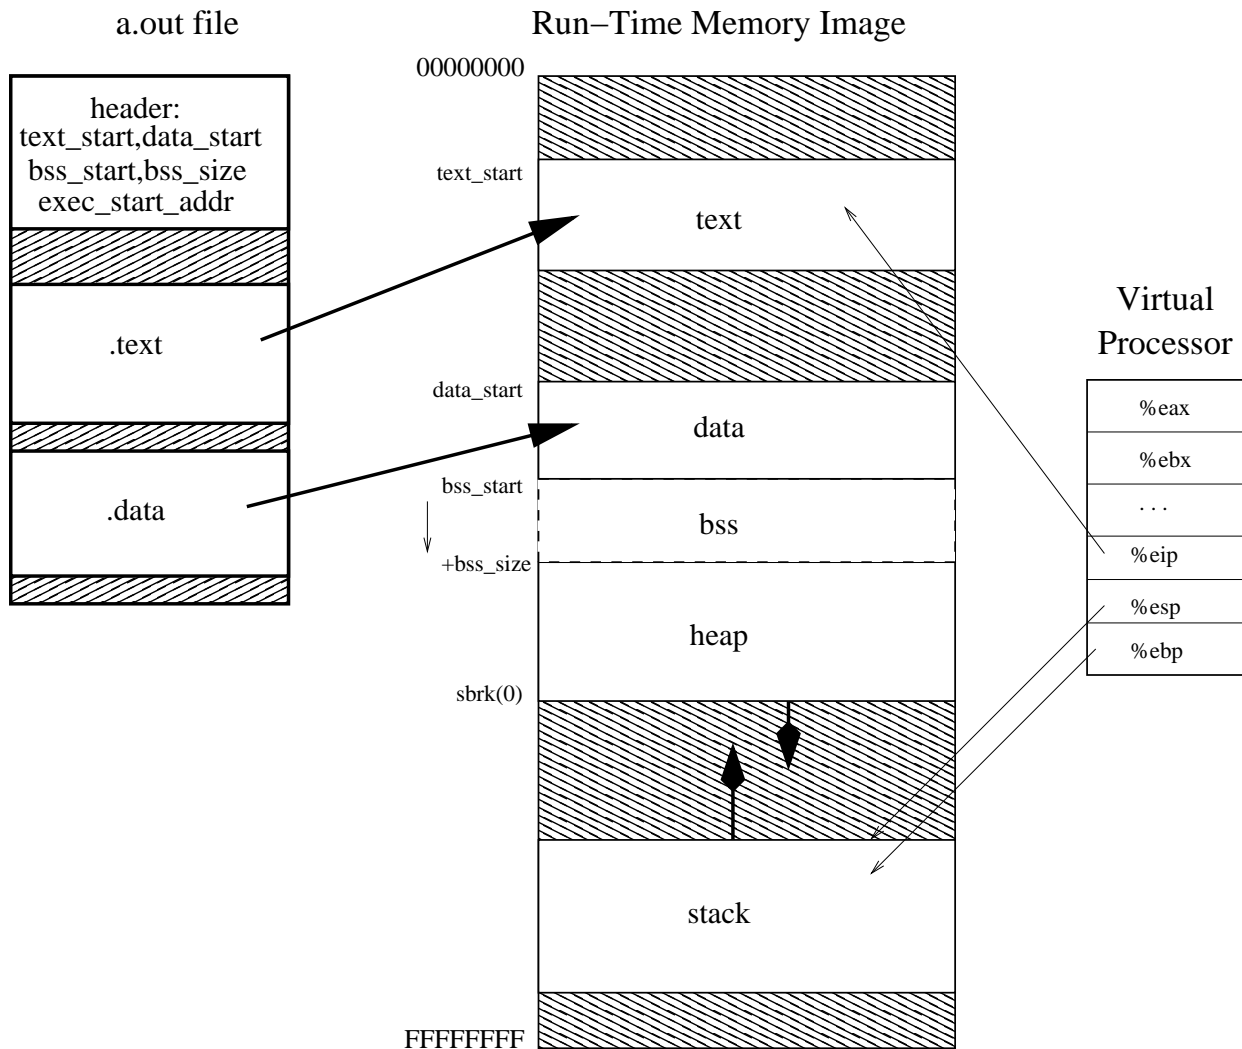 a.out file
header:
text_start,data_start
bss_start,bss_size
exec_start_addr
.text
.data
Run−Time Memory Image
00000000
text_start
text
data_start
data
bss_start
bss
+bss_size
heap
sbrk(0)
stack
FFFFFFFF
Virtual
Processor
%eax
%ebx
. . .
%eip
%esp
%ebp